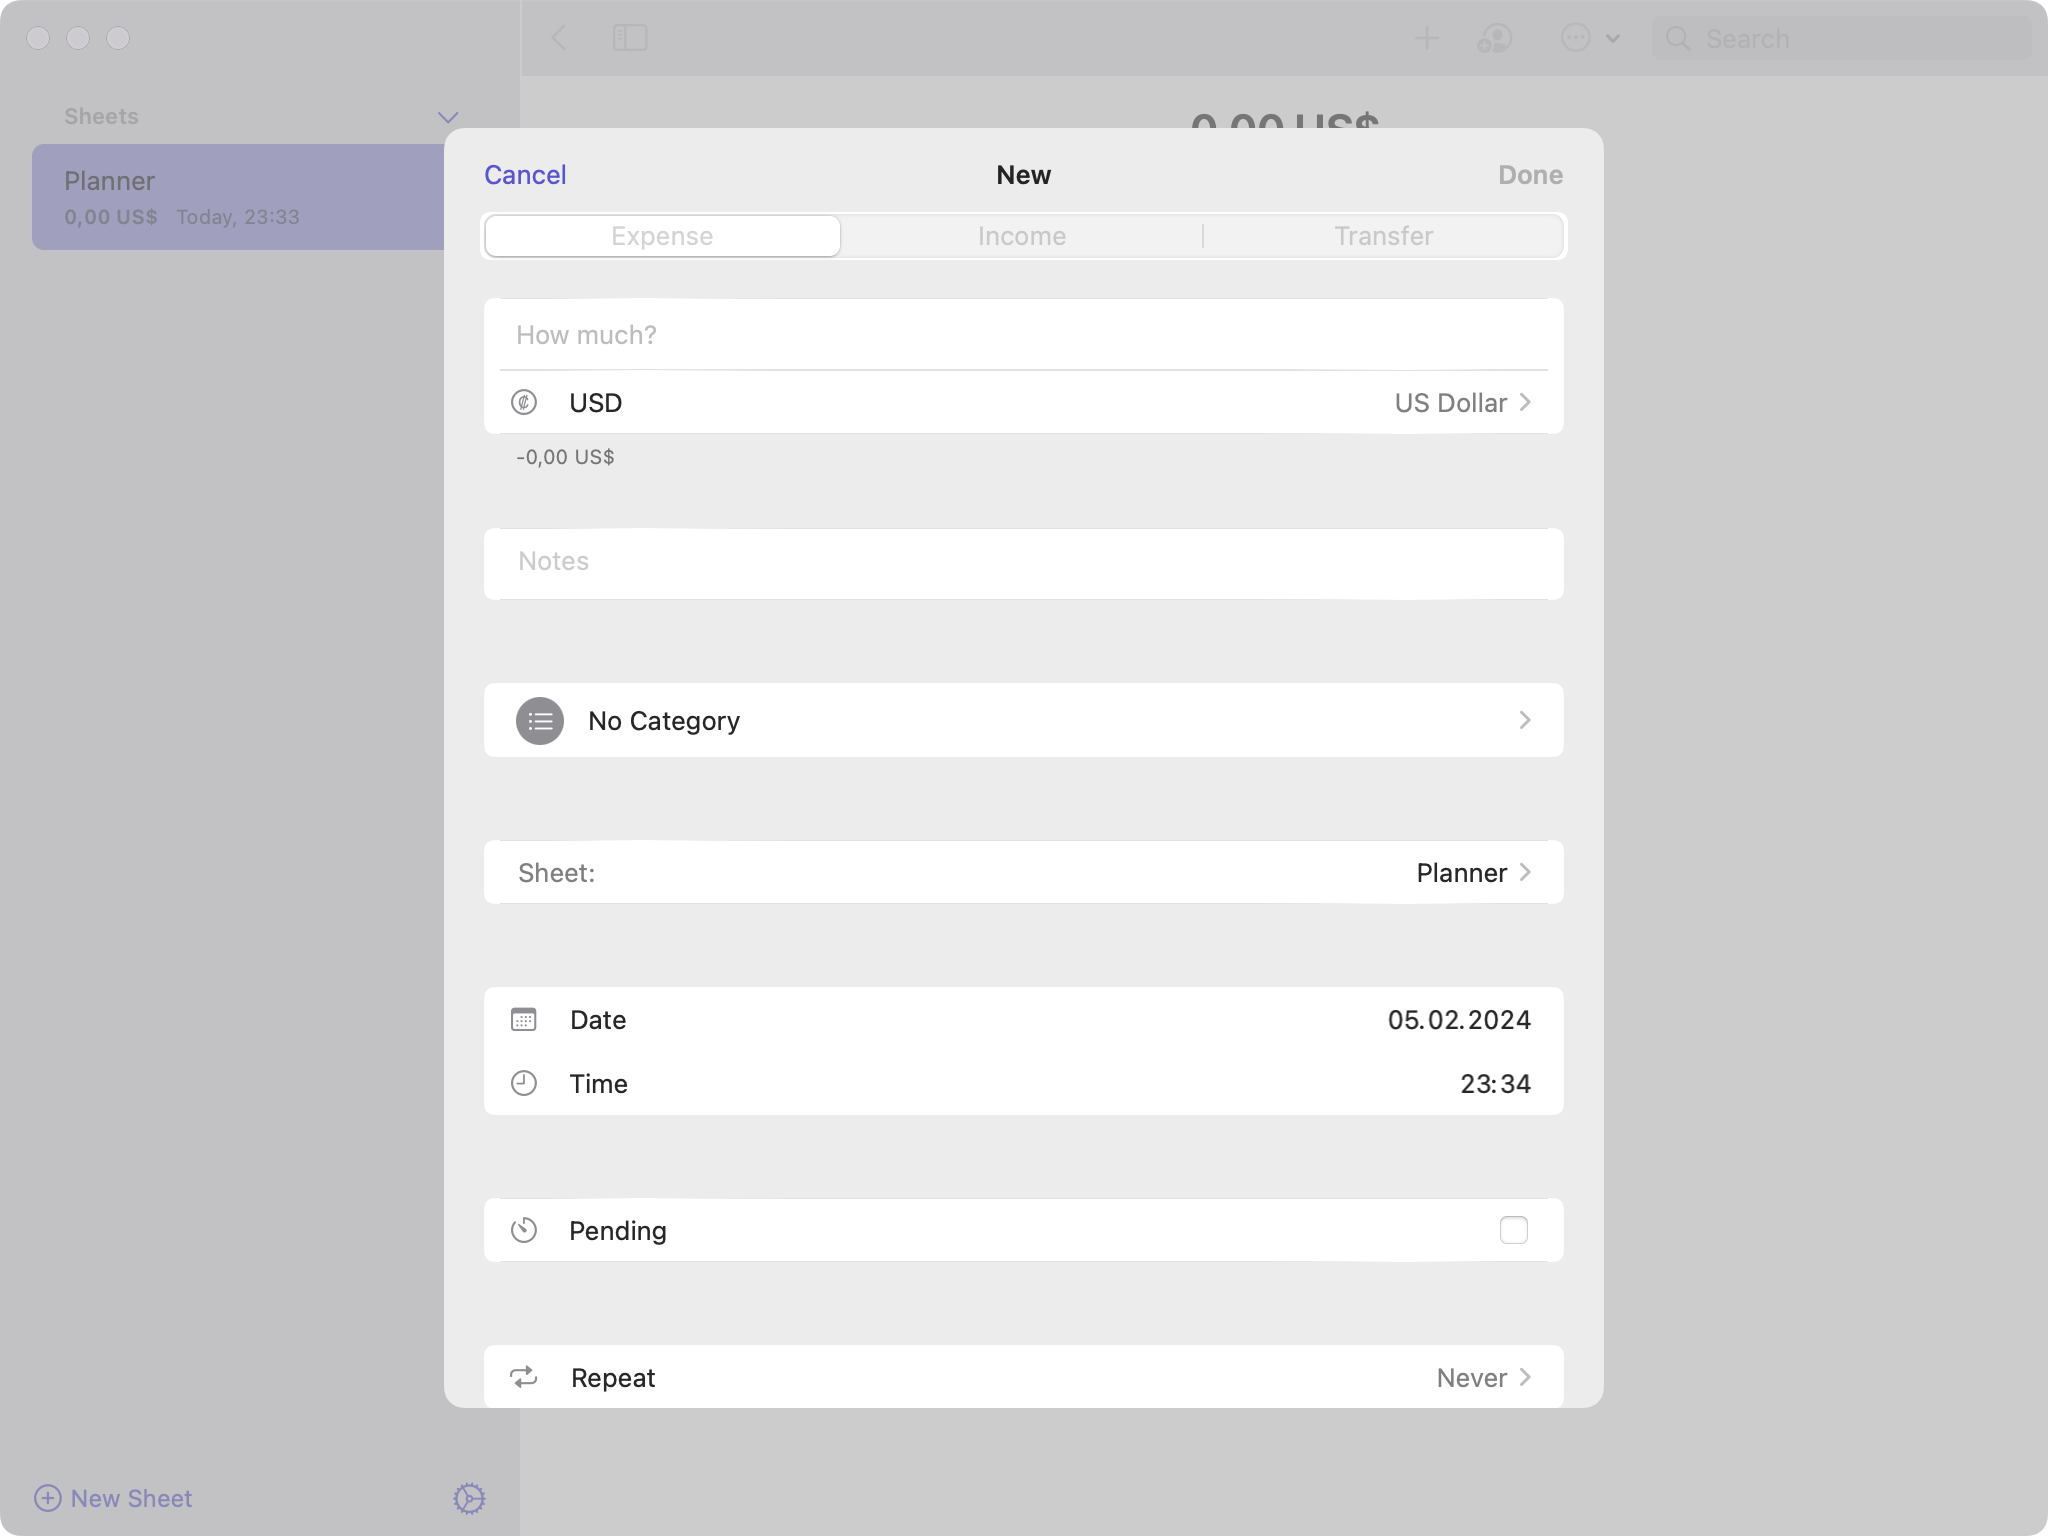 Search
Sheets
Planner
0,00 US$ Today, 23:33
0,00 US$
Cancel
New
Done
Expense
Income
Transfer
How much?
USD
US Dollar
-0,00 US$
Notes
No Category
Sheet:
Planner
Date
05.02.2024
Time
23:34
Pending
Repeat
Never
New Sheet